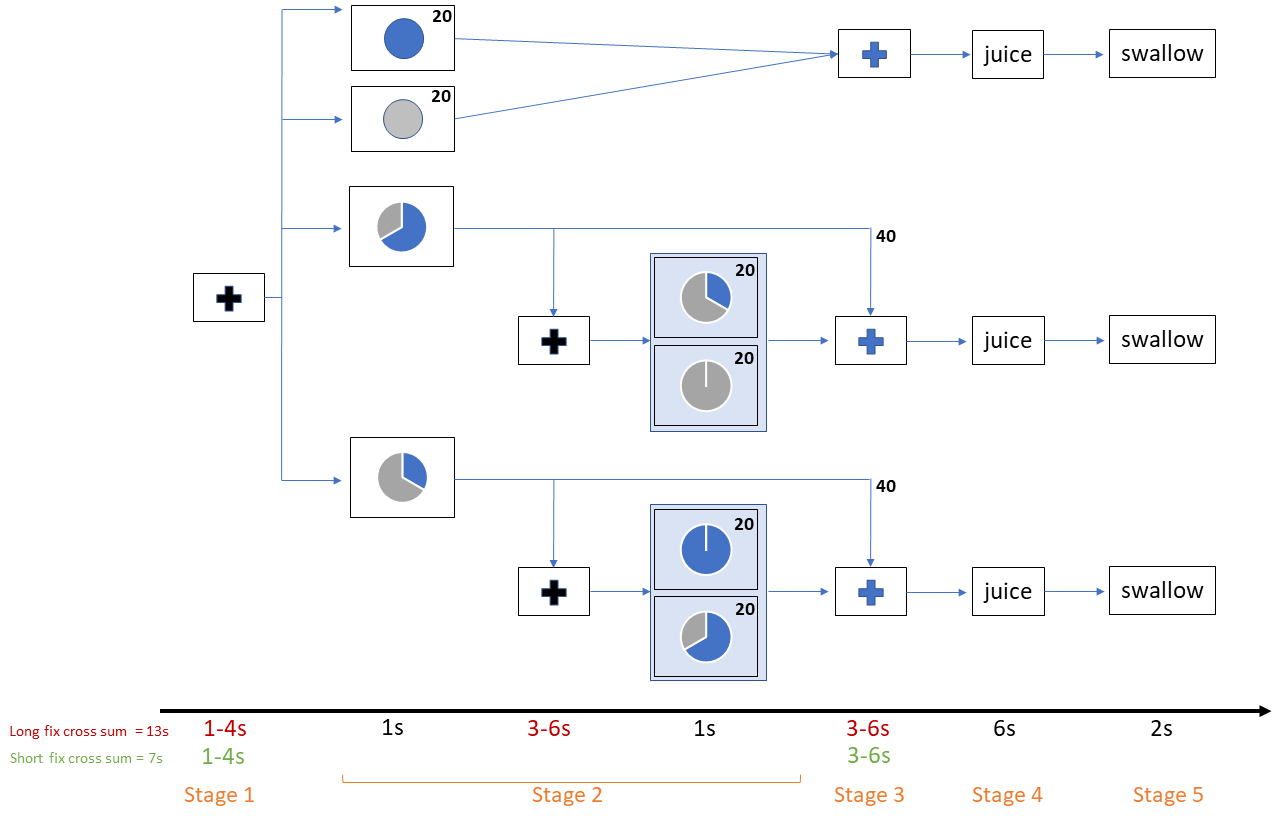 20
20
juice
swallow
40
20
20
juice
swallow
40
20
20
juice
swallow
Long fix cross sum = 13s
1-4s
1s
3-6s
1s
3-6s
6s
2s
Short fix cross sum = 7s
1-4s
3-6s
Stage 1
Stage 2
Stage 3
Stage 4
Stage 5